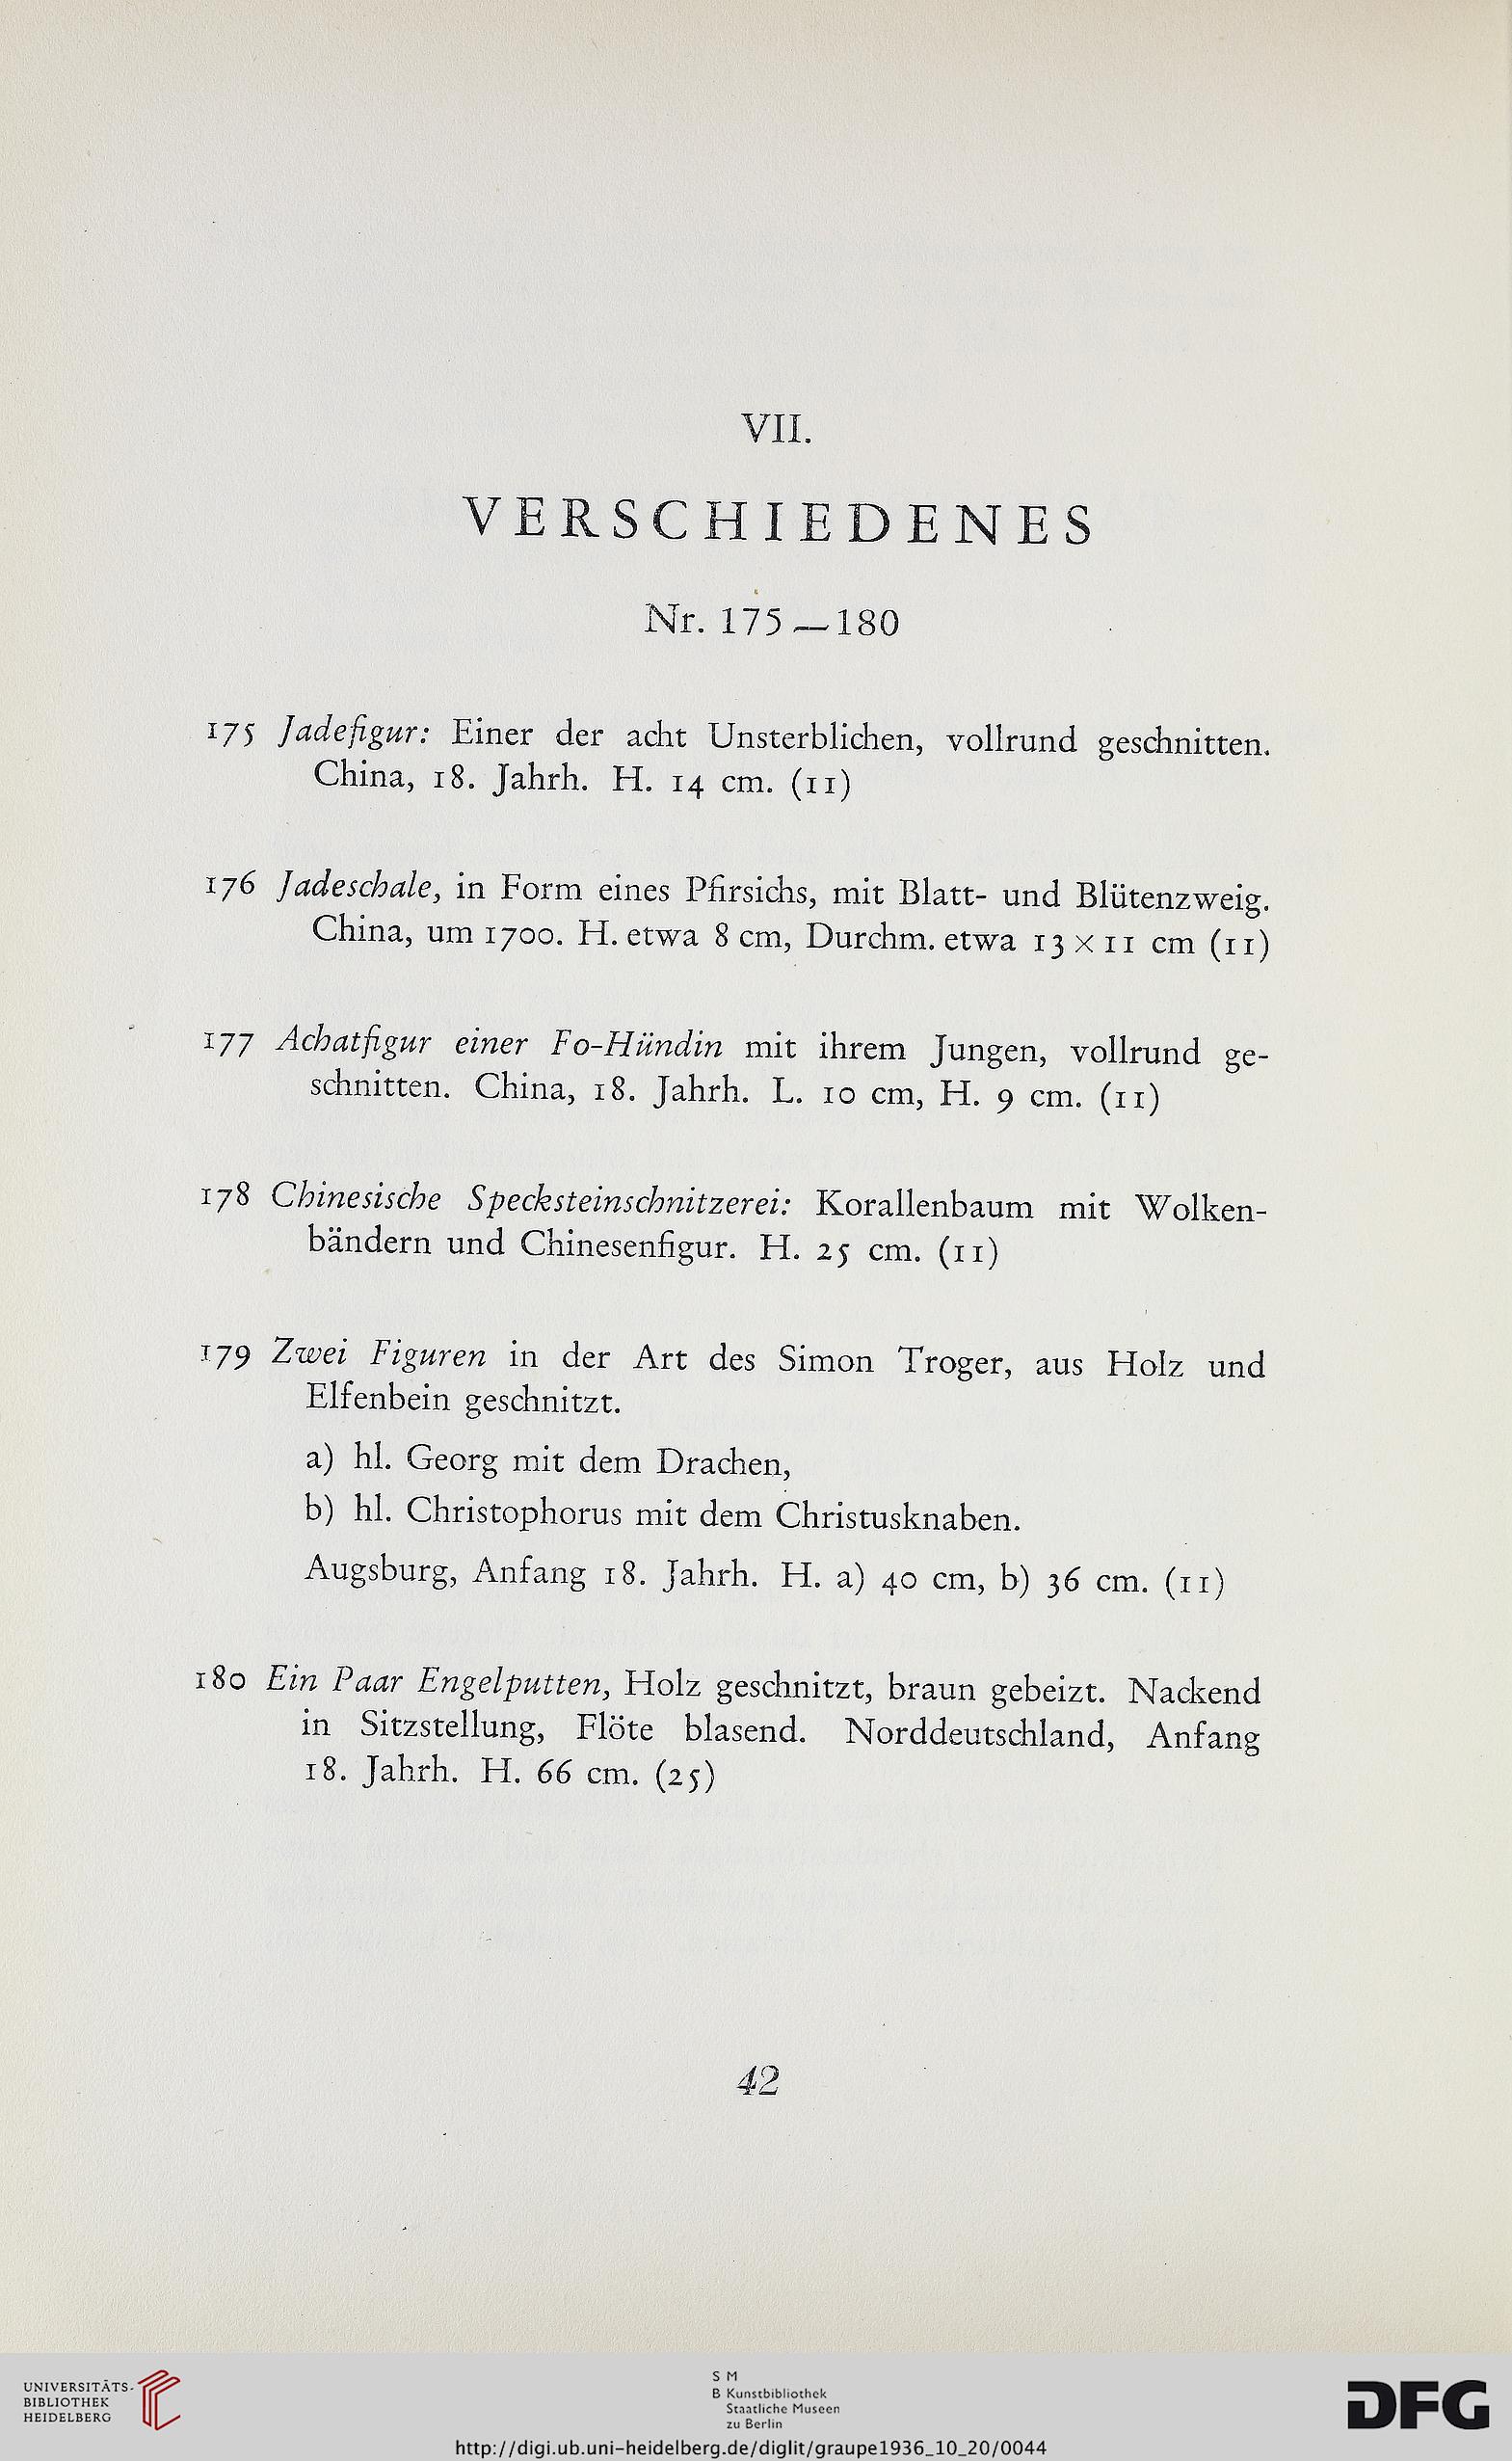 VII.
VERSCHIEDENES
Nr. 175—180
175 Jadefigur: Einer der acht Unsterblichen, vollrund geschnitten.
China, 18. Jahrh. H. 14 cm. (11)
176 Jadeschale, in Form eines Pfirsichs, mit Blatt- und Blütenzweig.
China, um 1700. H. etwa 8 cm, Durchm. etwa 13 × 11 cm (11)
177 Achatfigur einer Fo-Hündin mit ihrem Jungen, vollrund ge-
schnitten. China, 18. Jahrh. L. 10 cm, H. 9 cm. (11)
178 Chinesische Specksteinschnitzerei: Korallenbaum mit Wolken-
bändern und Chinesenfigur. H. 25 cm. (11)
179 Zwei Figuren in der Art des Simon Troger, aus Holz und
Elfenbein geschnitzt.
a) hl. Georg mit dem Drachen,
b) hl. Christophorus mit dem Christusknaben.
Augsburg, Anfang 18. Jahrh. H. a) 40 cm, b) 36 cm. (11)
180 Ein Paar Engelputten, Holz geschnitzt, braun gebeizt. Nackend
in Sitzstellung, Flöte blasend. Norddeutschland, Anfang
18. Jahrh. H. 66 cm. (25)
42
UNIVERSITÄTS-
BIBLIOTHEK
HEIDELBERG
S M
B Kunstbibliothek
Staatliche Museen
zu Berlin
DFG
http://digi.ub.uni-heidelberg.de/diglit/graupe1936_10_20/0044